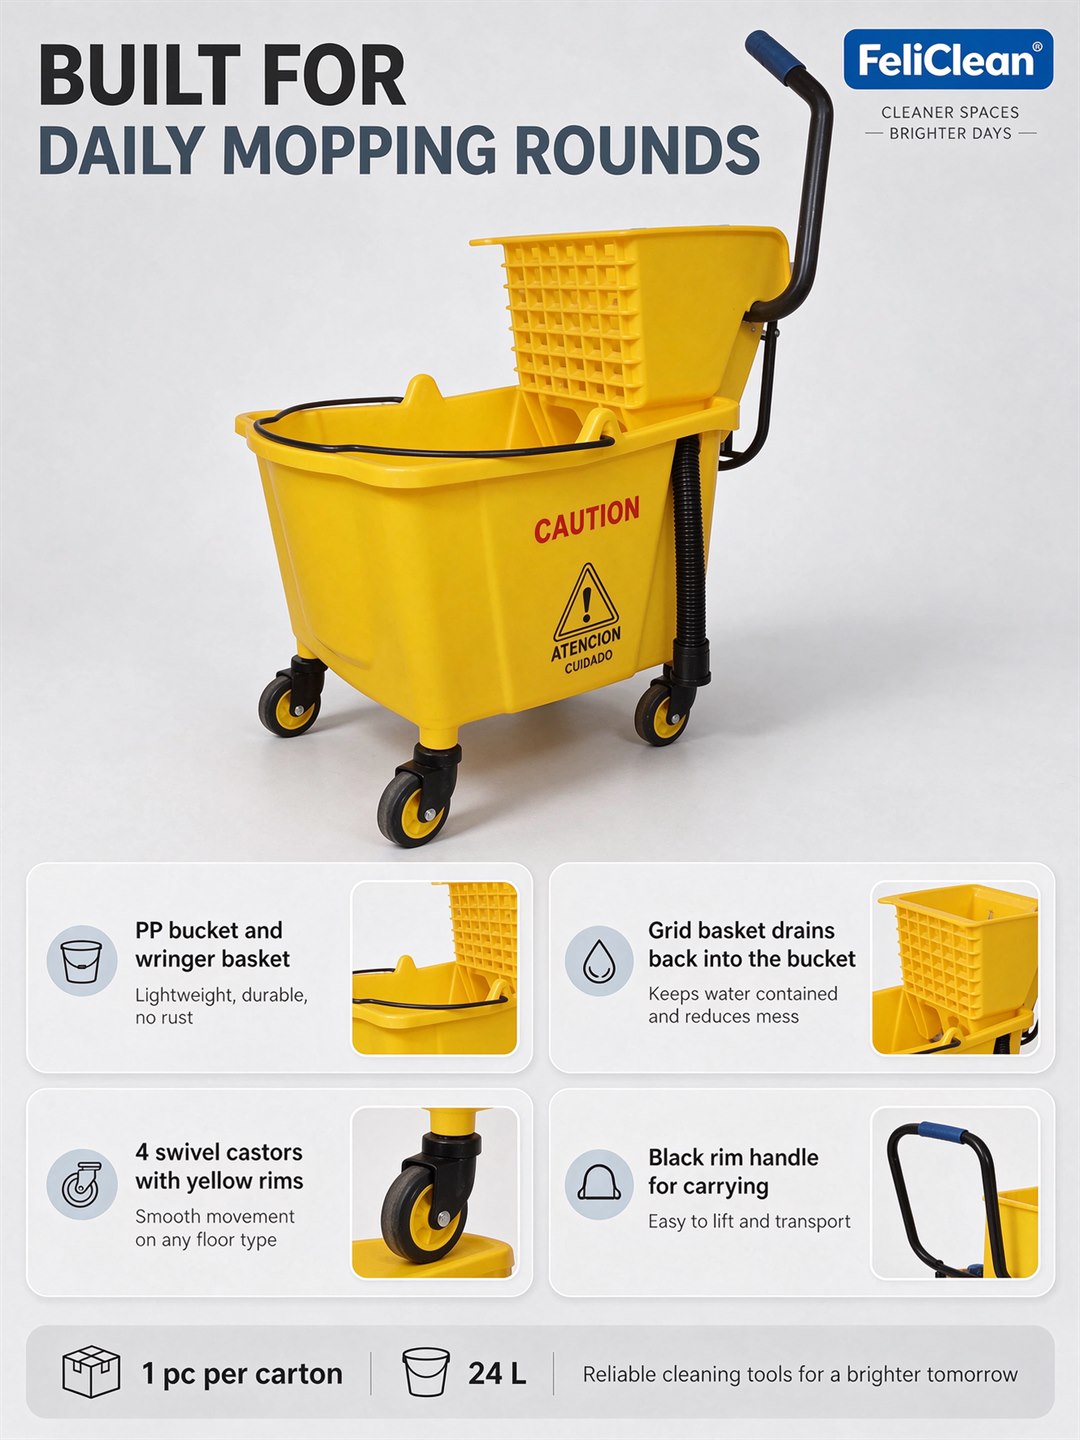 BUILT FOR
DAILY MOPPING ROUNDS
FeliClean®
CLEANER SPACES
BRIGHTER DAYS
CAUTION
ATENCION
CUIDADO
PP bucket and
wringer basket
Lightweight, durable,
no rust
Grid basket drains
back into the bucket
Keeps water contained
and reduces mess
4 swivel castors
with yellow rims
Smooth movement
on any floor type
Black rim handle
for carrying
Easy to lift and transport
1 pc per carton
24 L
Reliable cleaning tools for a brighter tomorrow